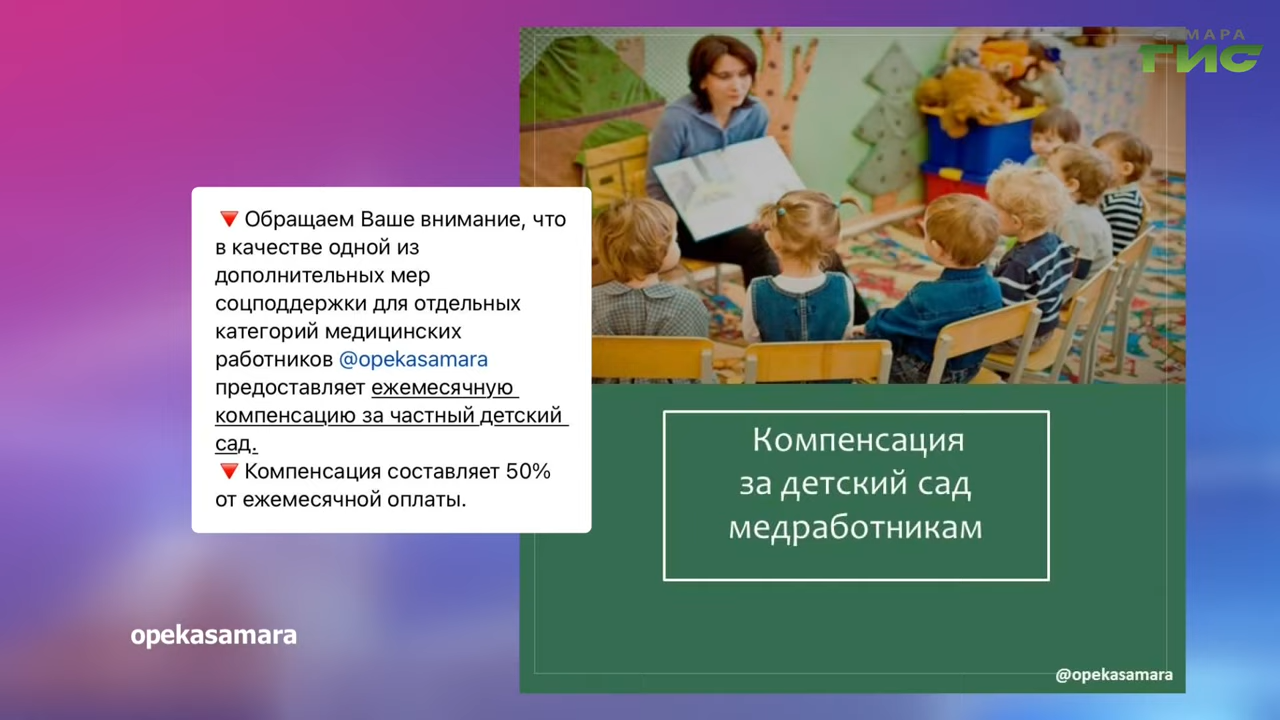 САМАРА
ГИС
🔻Обращаем Ваше внимание, что
в качестве одной из
дополнительных мер
соцподдержки для отдельных
категорий медицинских
работников @opekasamara
предоставляет ежемесячную
компенсацию за частный детский
сад.
🔻Компенсация составляет 50%
от ежемесячной оплаты.
Компенсация
за детский сад
медработникам
opekasamara
@opekasamara